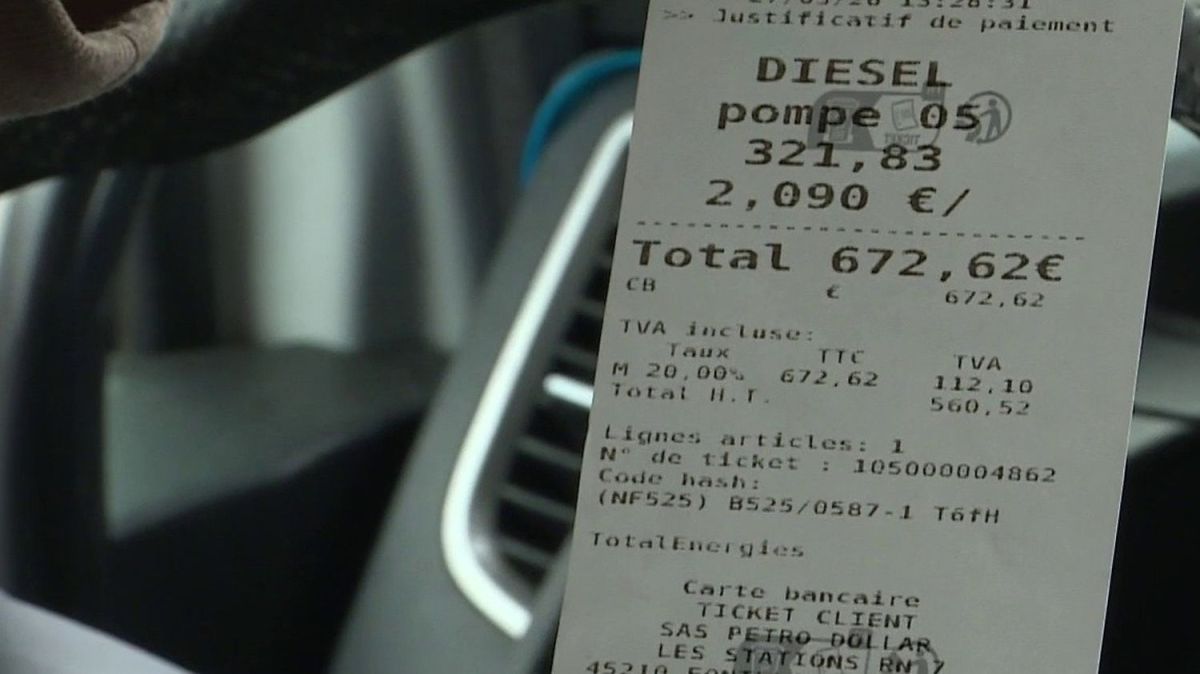 >> Justificatif de paiement
DIESEL
pompe 05
321,83
2,090 €/
Total 672,62€
CB € 672,62
TVA incluse:
Taux TTC TVA
M 20,00% 672,62 112,10
Total H.T. 560,52
Lignes articles: 1
N° de ticket : 105000004862
Code hash:
(NF525) B525/0587-1 TófH
TotalEnergies
Carte bancaire
TICKET CLIENT
SAS PETRO DOLLAR
LES STATIONS RN 7
45210